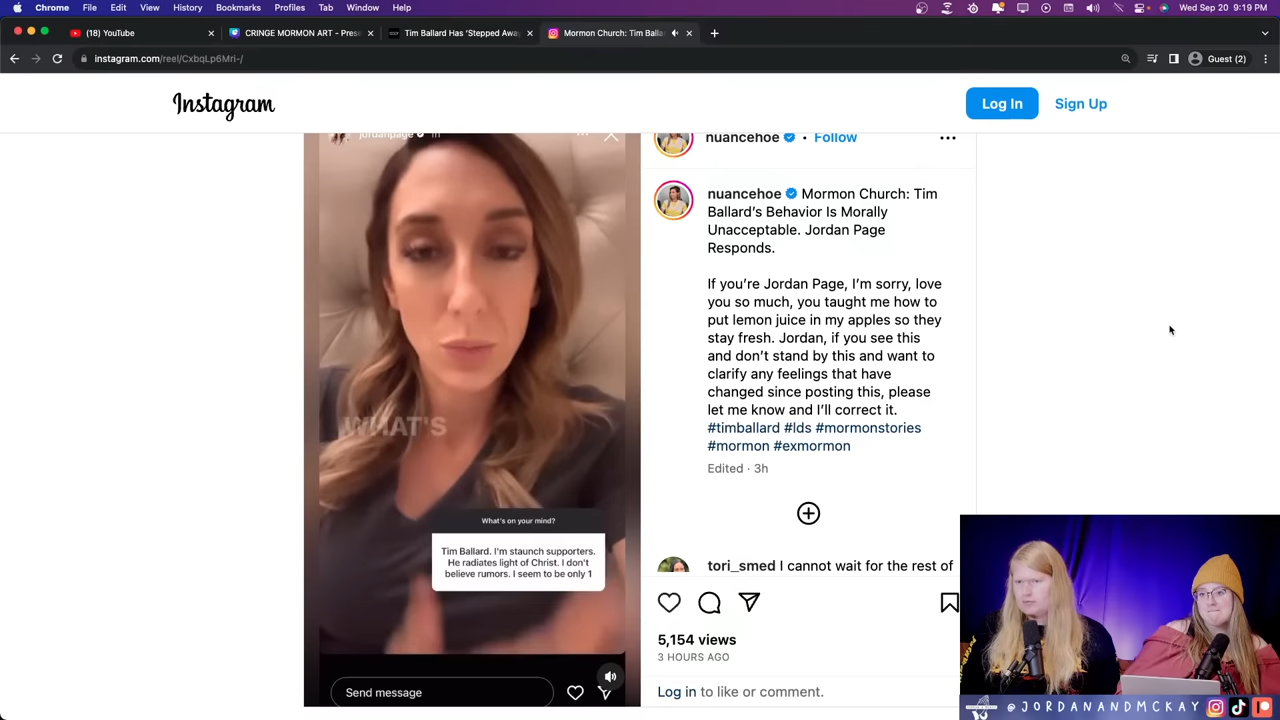 Chrome File Edit View History Bookmarks Profiles Tab Window Help Wed Sep 20 9:19 PM
(18) YouTube × CRINGE MORMON ART - Prese × Tim Ballard Has 'Stepped Away × Mormon Church: Tim Balla × +
instagram.com/reel/CxbqLp6Mri-/ Guest (2)
Instagram Log In Sign Up
jordanpage 1h
nuancehoe • Follow
nuancehoe Mormon Church: Tim
Ballard's Behavior Is Morally
Unacceptable. Jordan Page
Responds.
If you're Jordan Page, I'm sorry, love
you so much, you taught me how to
put lemon juice in my apples so they
stay fresh. Jordan, if you see this
and don't stand by this and want to
clarify any feelings that have
changed since posting this, please
let me know and I'll correct it.
#timballard #lds #mormonstories
#mormon #exmormon
Edited · 3h
WHAT'S
What's on your mind?
Tim Ballard. I'm staunch supporters.
He radiates light of Christ. I don't
believe rumors. I seem to be only 1
Send message
tori_smed I cannot wait for the rest of
5,154 views
3 HOURS AGO
Log in to like or comment.
@JORDANANDMCKAY